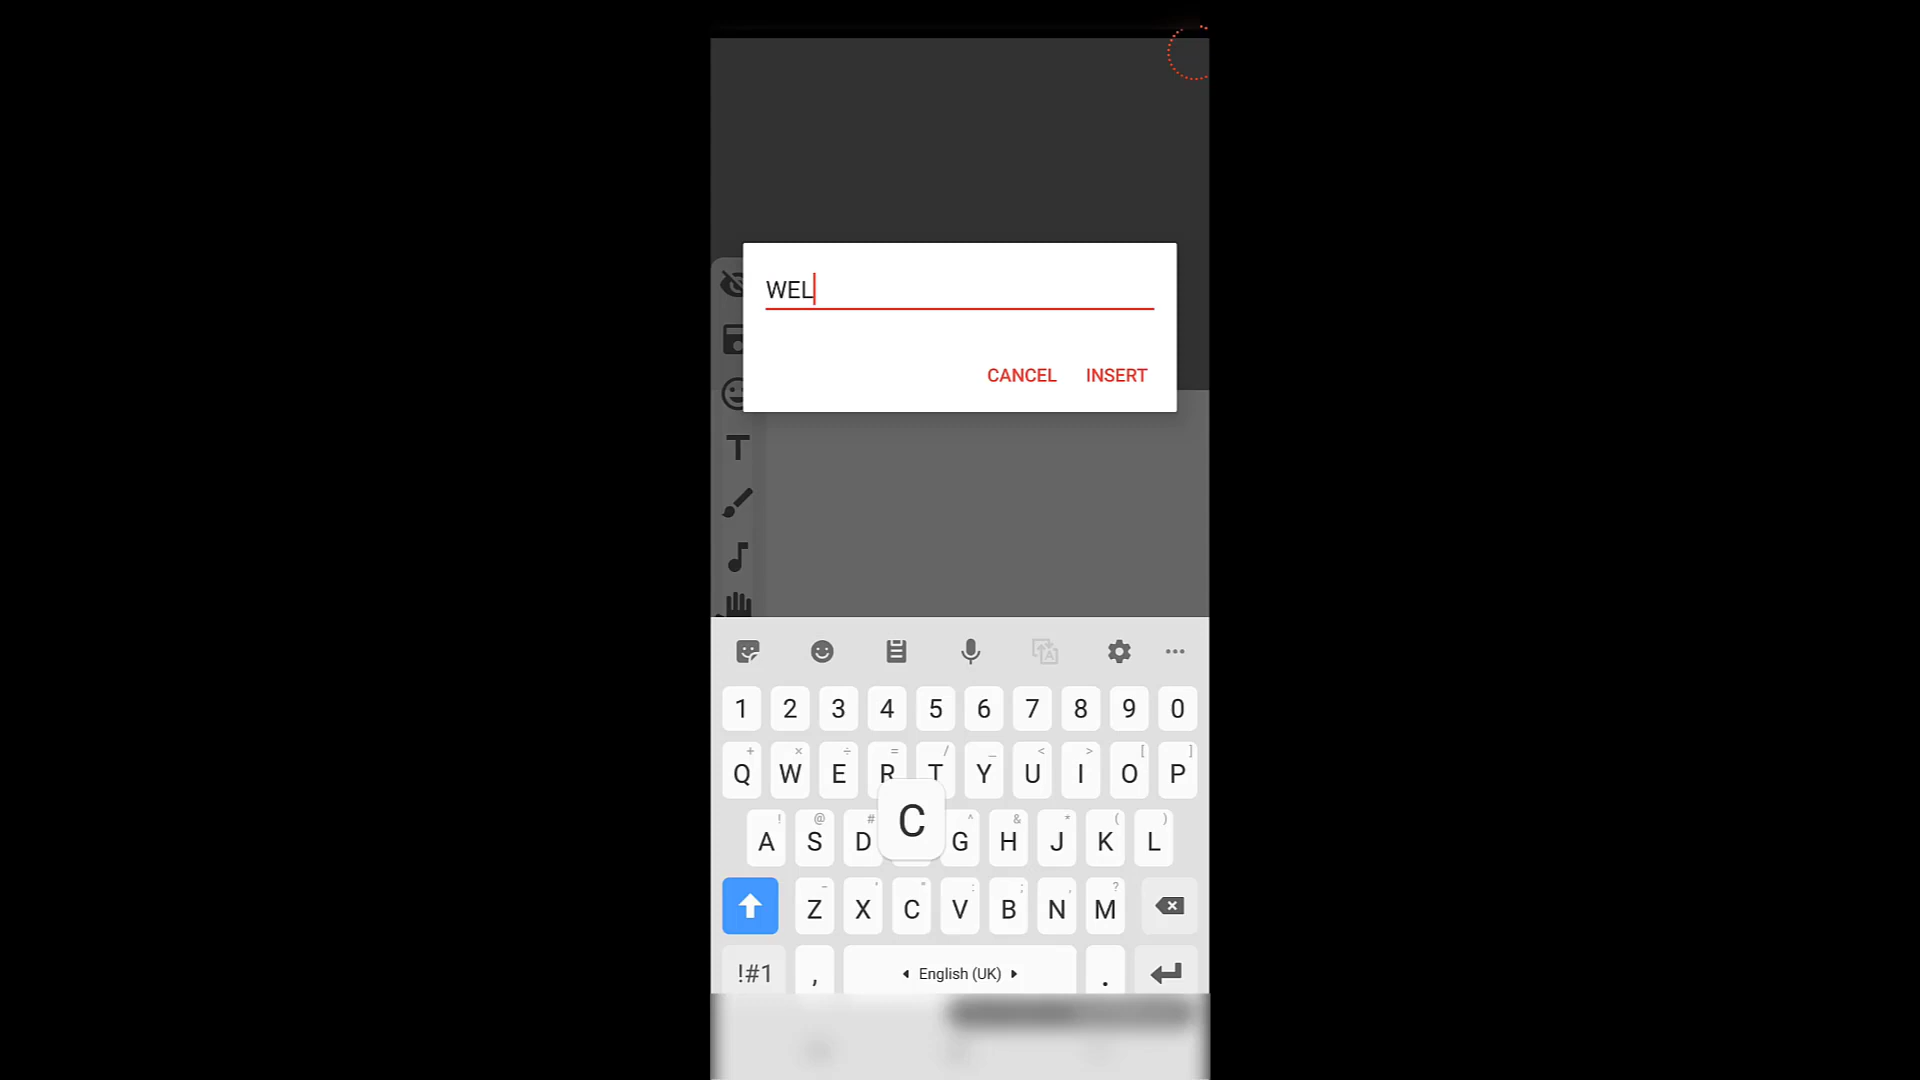 WEL
CANCEL INSERT
1 2 3 4 5 6 7 8 9 0
+ × ÷ = / _ < > [ ]
Q W E R T Y U I O P
! @ # ^ & * ( )
A S D C G H J K L
- ' " : ; , ?
Z X C V B N M
!#1 , English (UK) .